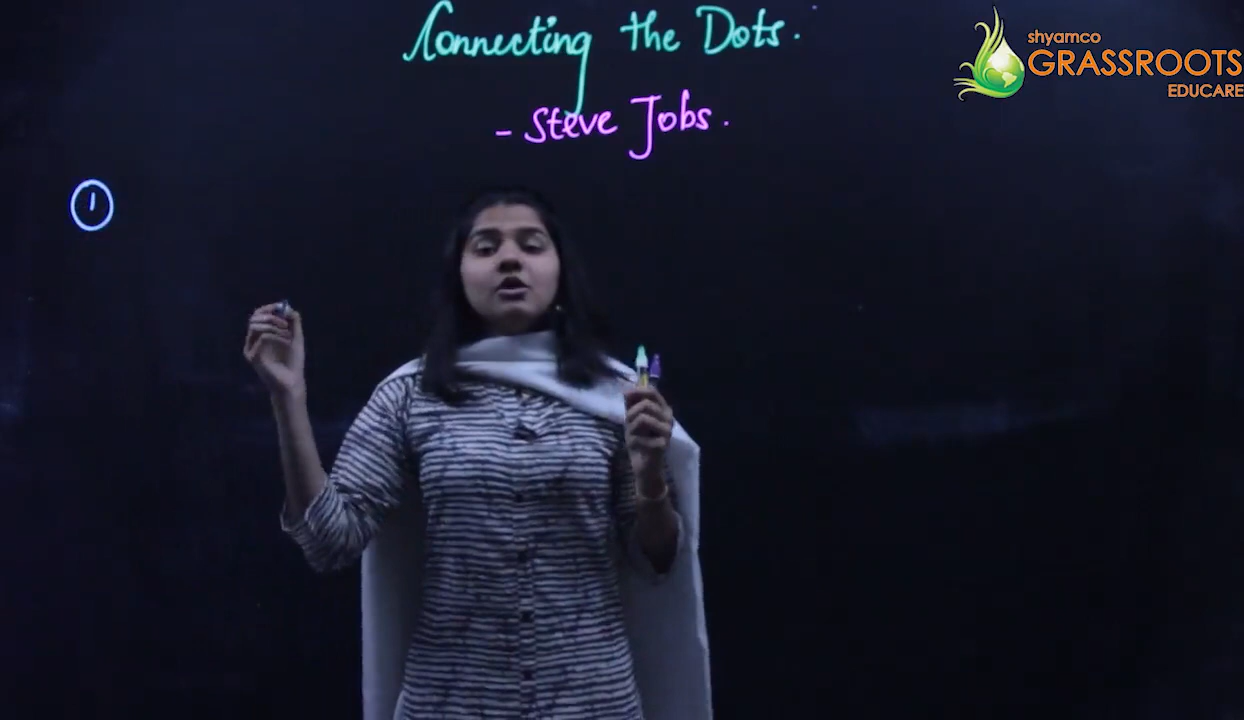 Connecting the Dots.
- Steve Jobs.
shyamco
GRASSROOTS
EDUCARE
1